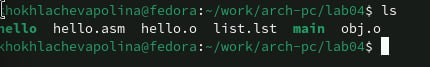 [hokhlachevapolina@fedora:~/work/arch-pc/lab04$ ls
hello  hello.asm  hello.o  list.lst  main  obj.o
hokhlachevapolina@fedora:~/work/arch-pc/lab04$